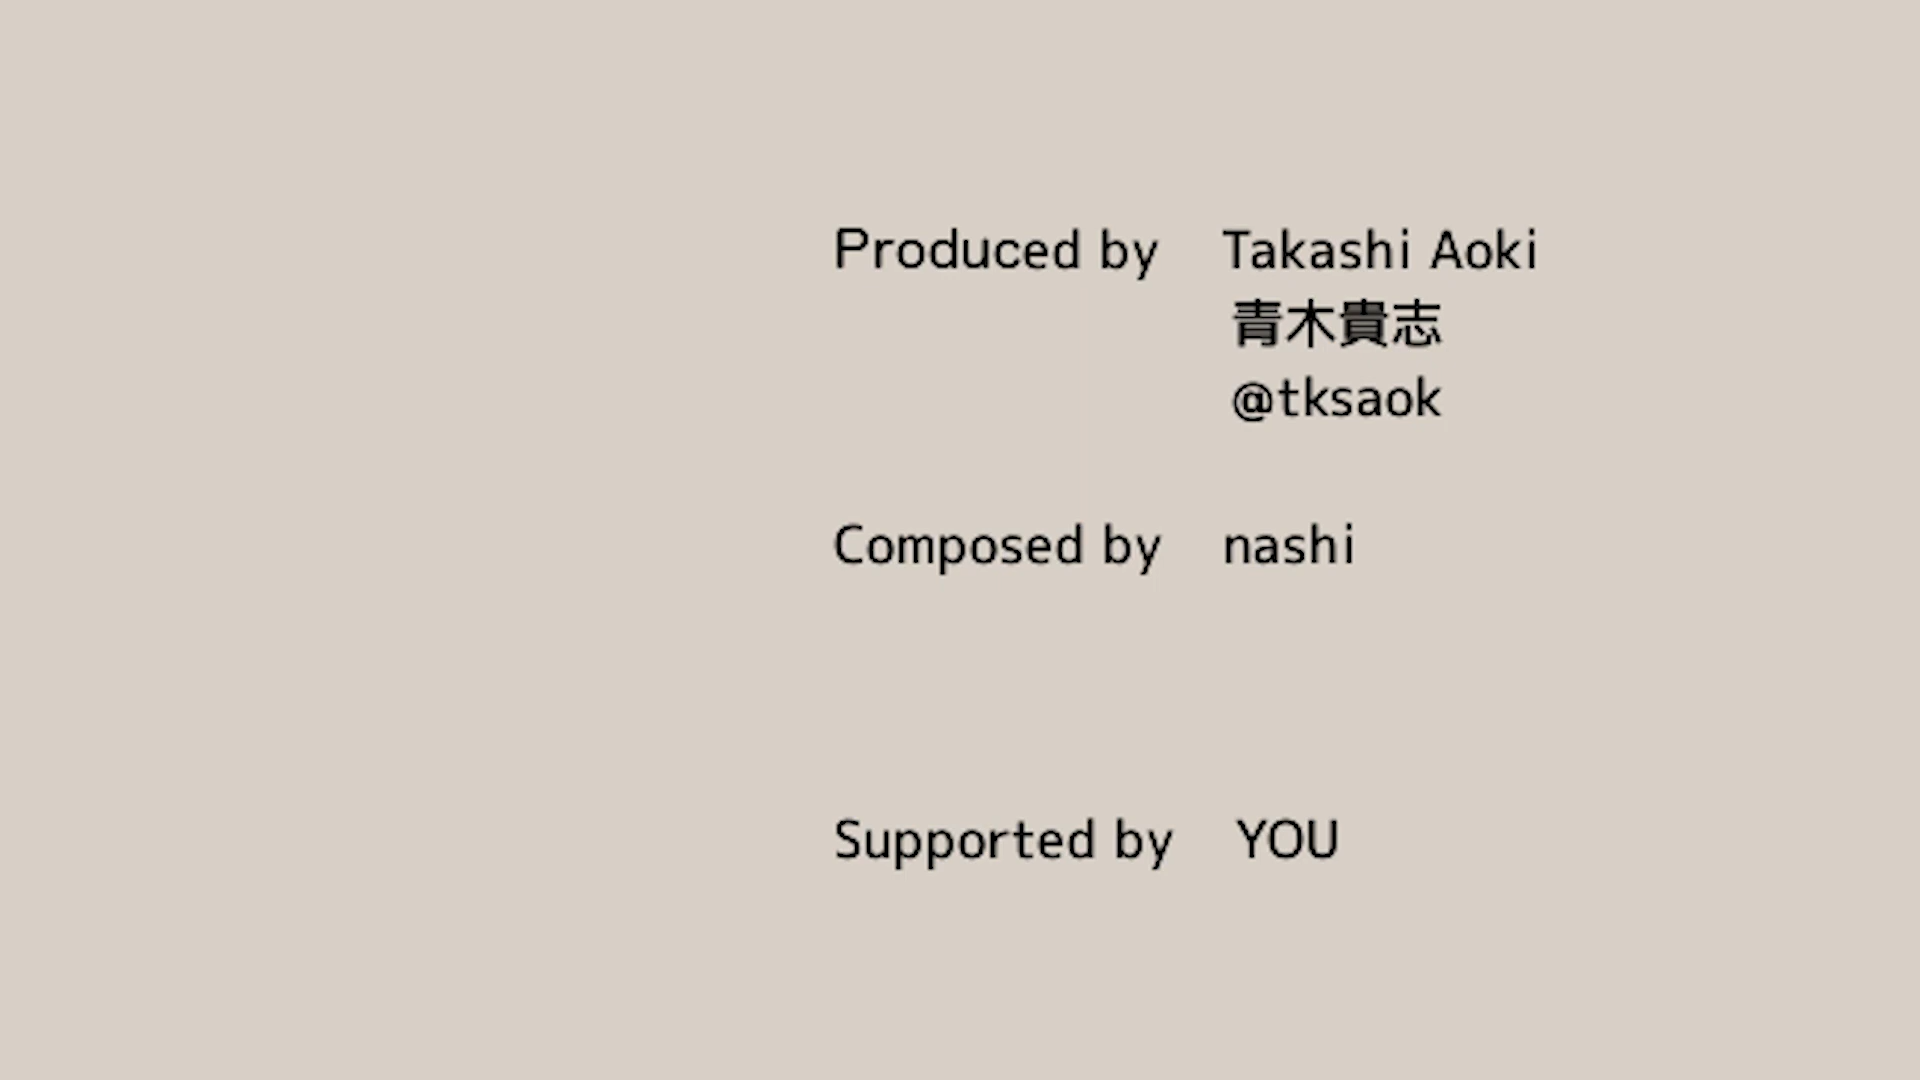 Produced by Takashi Aoki
青木貴志
@tksaok
Composed by nashi
Supported by YOU